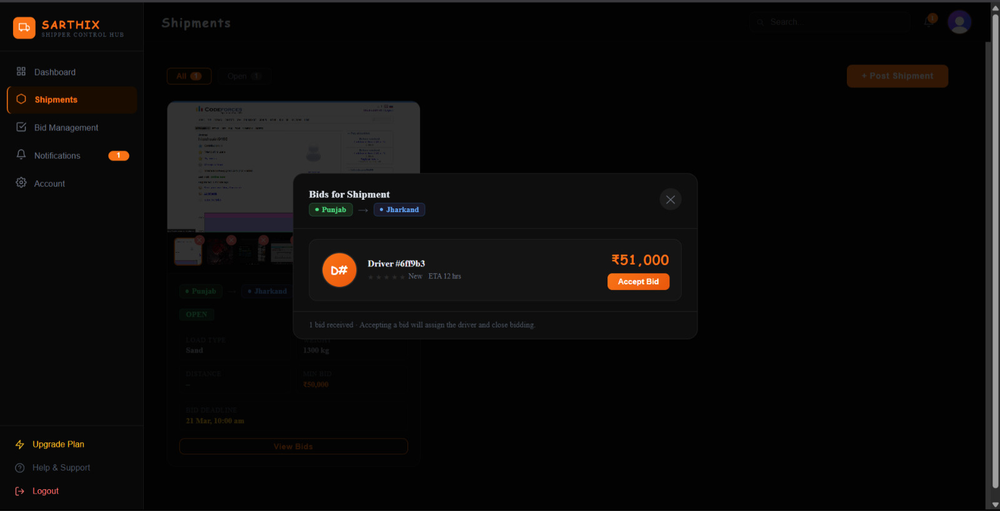 SARTHIX
SHIPPER CONTROL HUB
Dashboard
Shipments
Bid Management
Notifications 1
Account
Upgrade Plan
Help & Support
Logout
Shipments
Search...
1
All 1
Open 1
+ Post Shipment
CODEFORCES
Punjab → Jharkand
OPEN
LOAD TYPE
Sand
WEIGHT
1300 kg
DISTANCE
–
MIN BID
₹50,000
BID DEADLINE
21 Mar, 10:00 am
View Bids
Bids for Shipment
Punjab → Jharkand
D#
Driver #6ff9b3
★★★★★ New ETA 12 hrs
₹51,000
Accept Bid
1 bid received · Accepting a bid will assign the driver and close bidding.